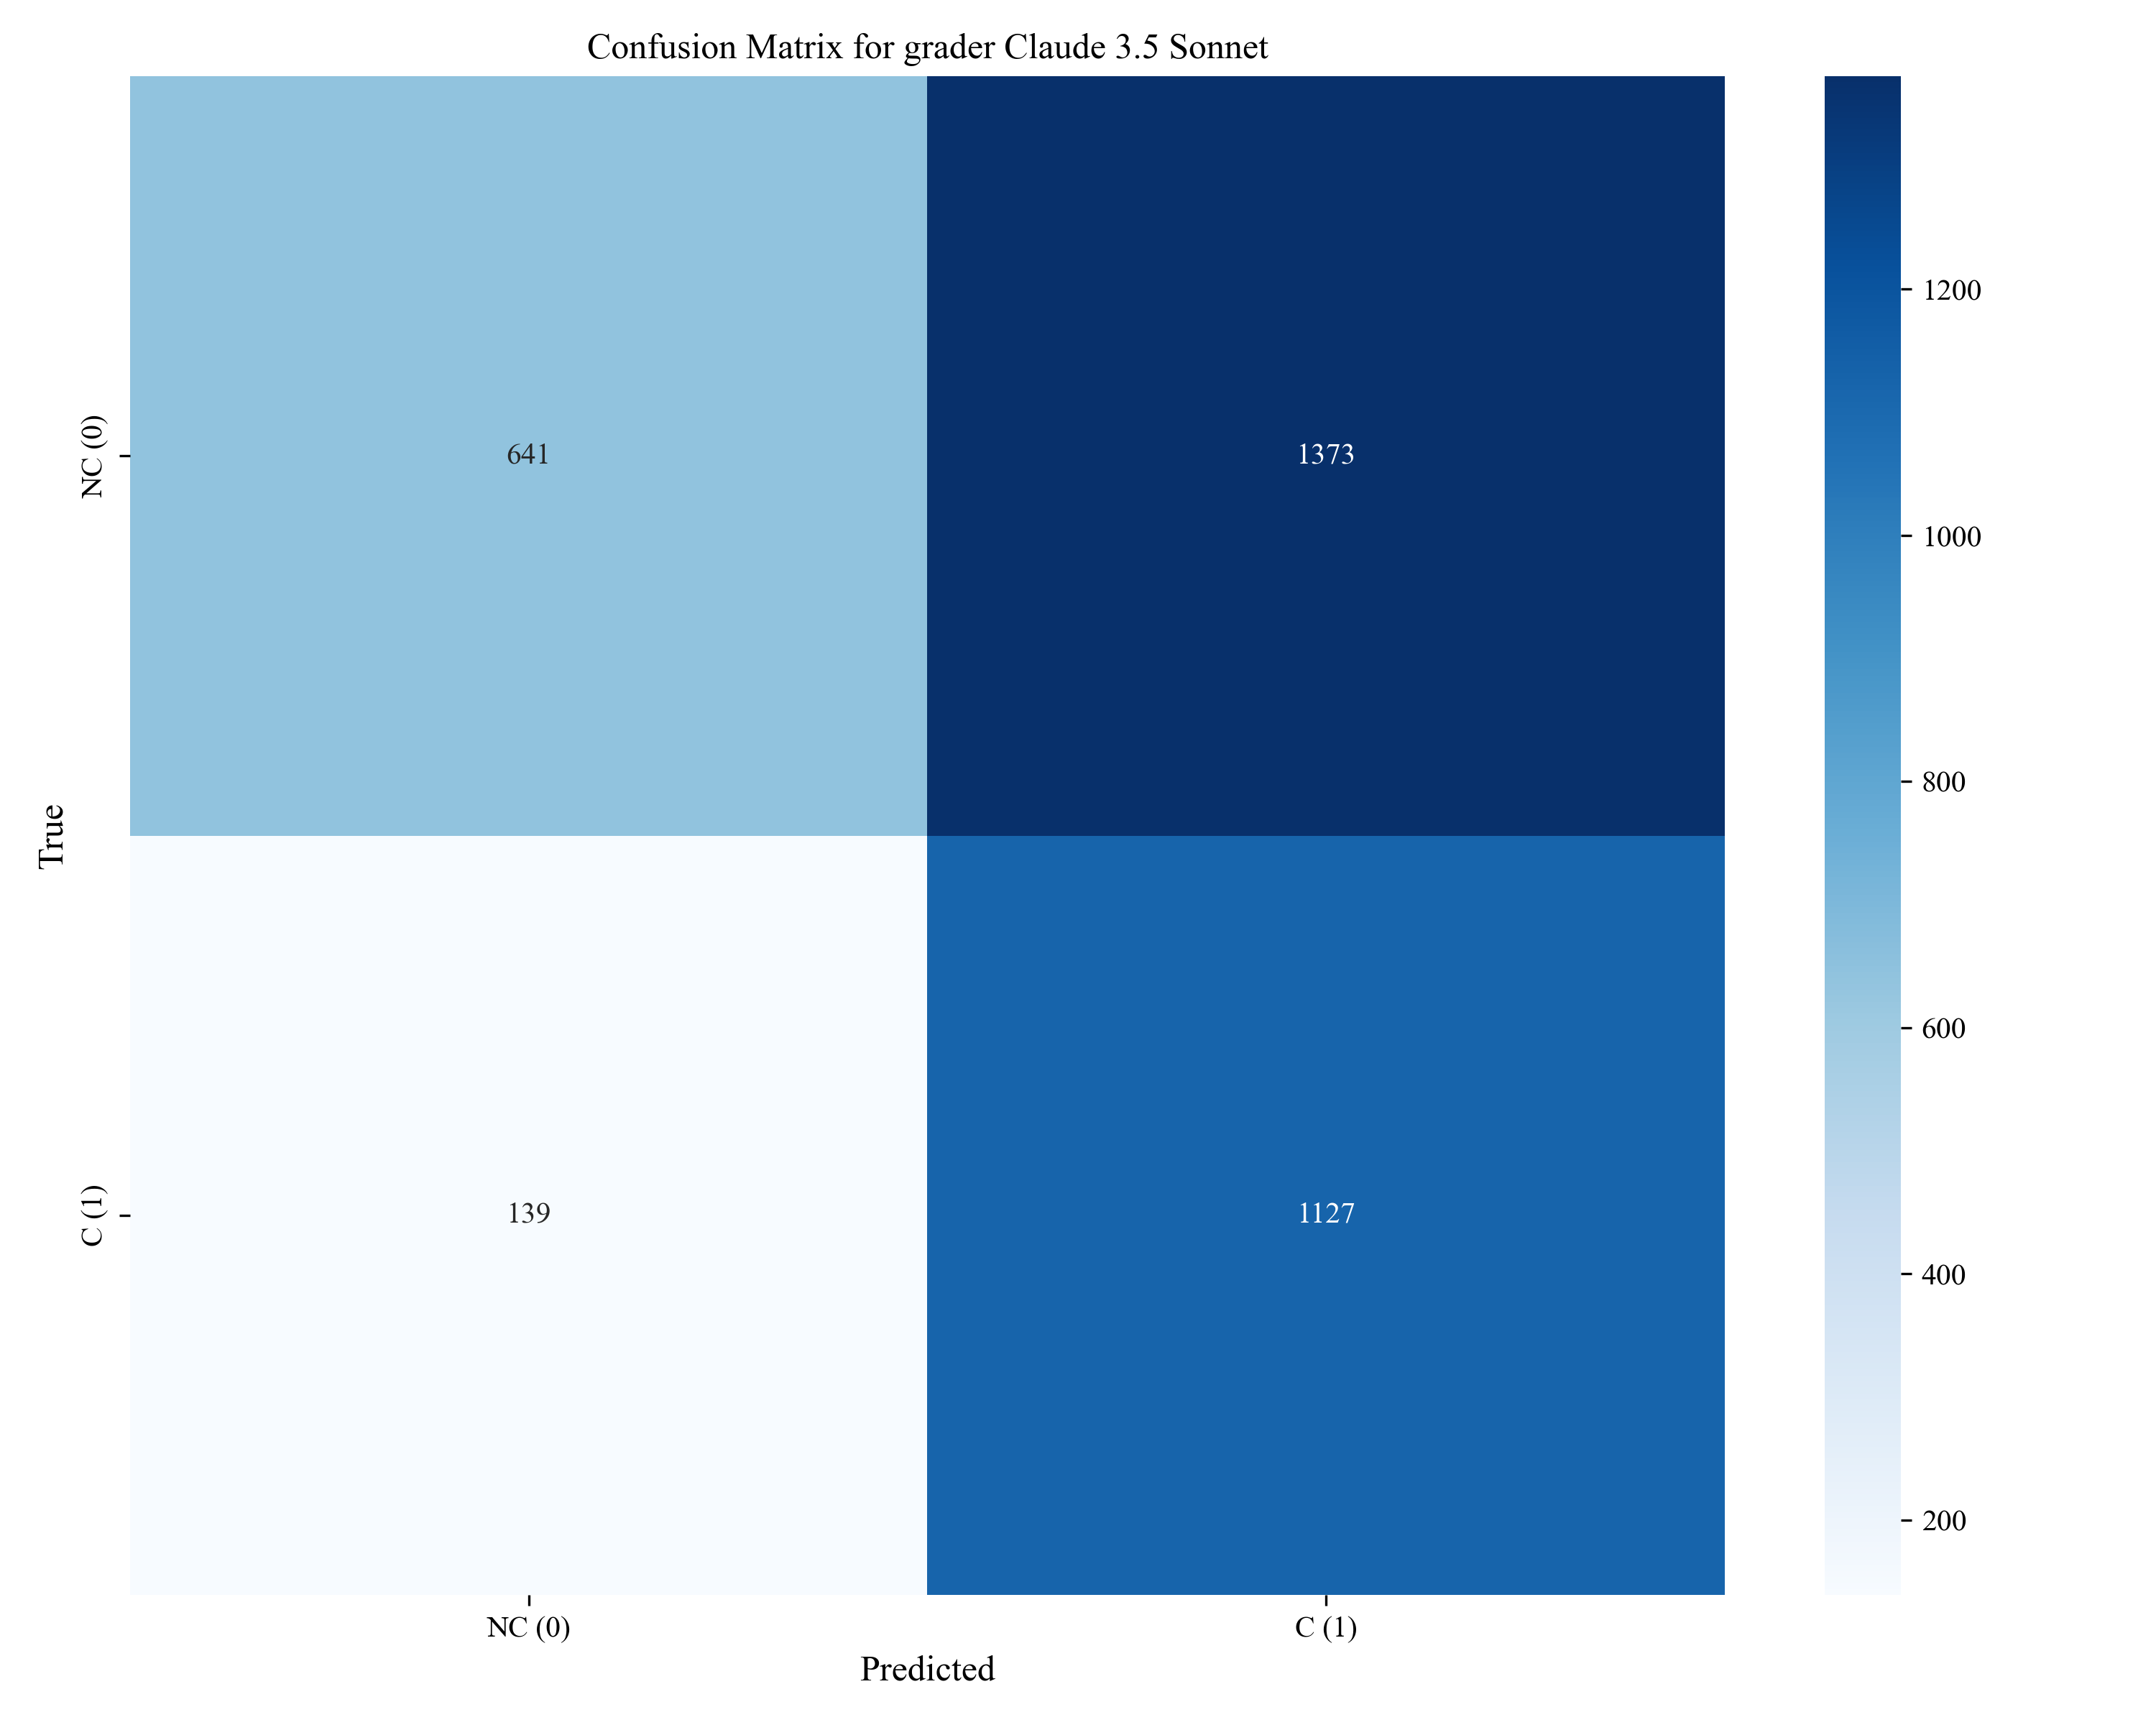 Confusion Matrix for grader Claude 3.5 Sonnet
NC (0)
641
1373
True
C (1)
139
1127
NC (0)
C (1)
Predicted
1200
1000
800
600
400
200